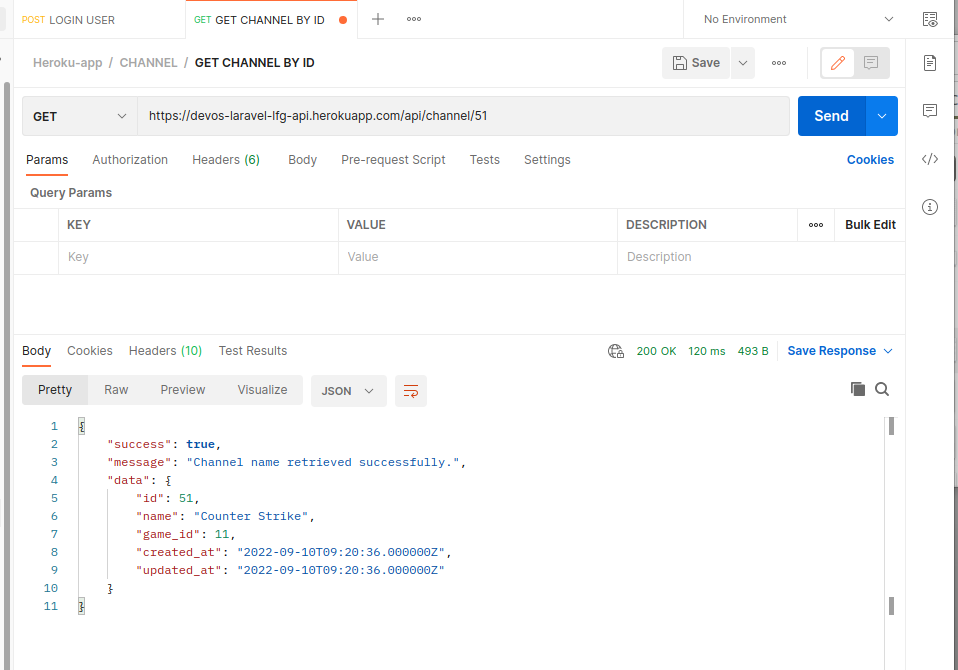 POST LOGIN USER GET GET CHANNEL BY ID No Environment
Heroku-app / CHANNEL / GET CHANNEL BY ID Save
GET https://devos-laravel-lfg-api.herokuapp.com/api/channel/51 Send
Params Authorization Headers (6) Body Pre-request Script Tests Settings Cookies
Query Params
KEY VALUE DESCRIPTION Bulk Edit
Key Value Description
Body Cookies Headers (10) Test Results 200 OK 120 ms 493 B Save Response
Pretty Raw Preview Visualize JSON
1 {
2 "success": true,
3 "message": "Channel name retrieved successfully.",
4 "data": {
5 "id": 51,
6 "name": "Counter Strike",
7 "game_id": 11,
8 "created_at": "2022-09-10T09:20:36.000000Z",
9 "updated_at": "2022-09-10T09:20:36.000000Z"
10 }
11 }